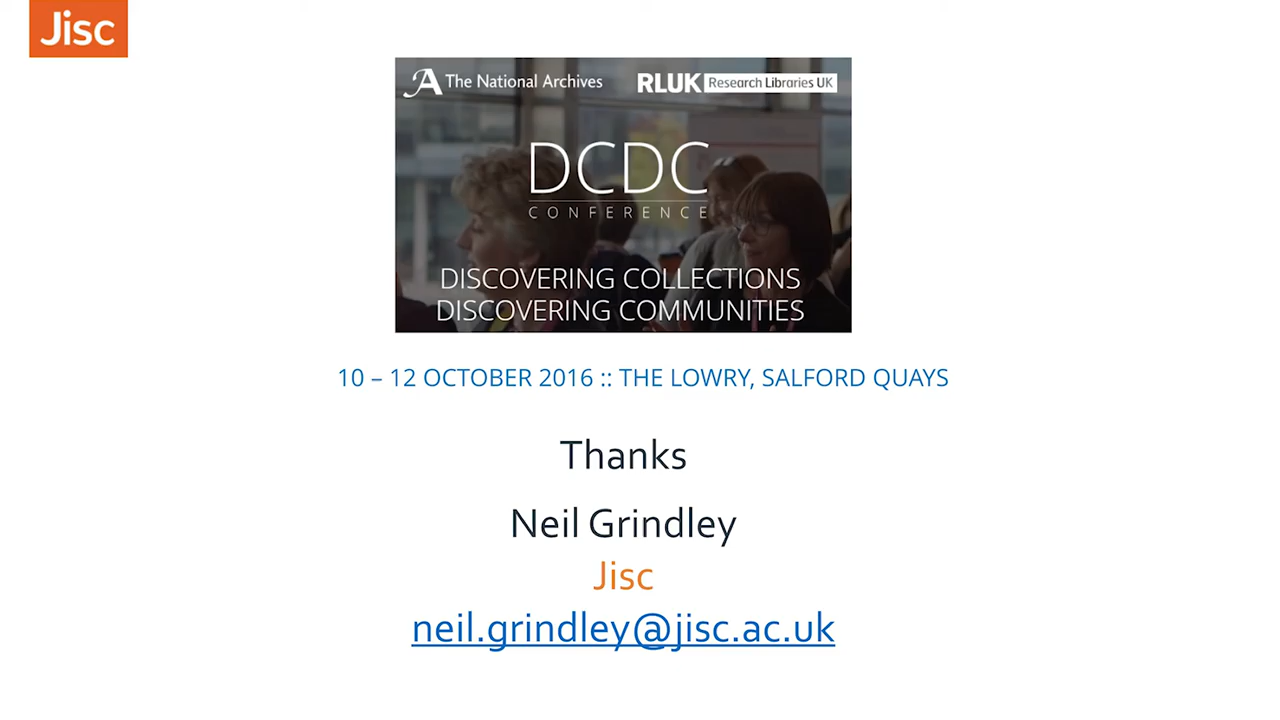 Jisc
The National Archives RLUK Research Libraries UK
DCDC
CONFERENCE
DISCOVERING COLLECTIONS
DISCOVERING COMMUNITIES
10 – 12 OCTOBER 2016 :: THE LOWRY, SALFORD QUAYS
Thanks
Neil Grindley
Jisc
neil.grindley@jisc.ac.uk